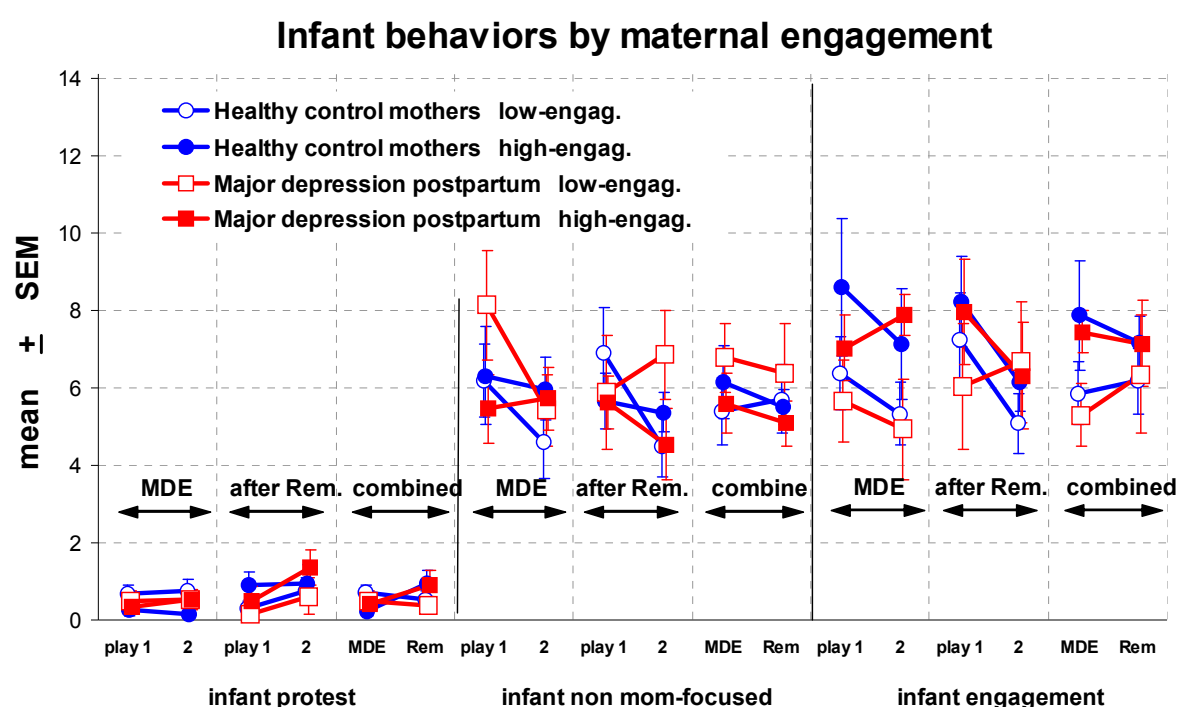 Infant behaviors by maternal engagement
14
12
10
8
6
4
2
0
mean ± SEM
Healthy control mothers low-engag.
Healthy control mothers high-engag.
Major depression postpartum low-engag.
Major depression postpartum high-engag.
MDE after Rem. combined MDE after Rem. combine MDE after Rem. combined
play 1 2 play 1 2 MDE Rem play 1 2 play 1 2 MDE Rem play 1 2 play 1 2 MDE Rem
infant protest infant non mom-focused infant engagement